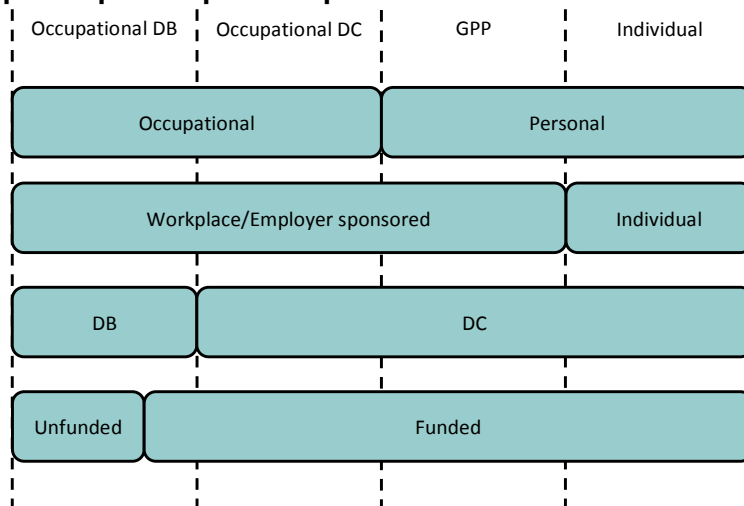 Occupational DB Occupational DC GPP Individual
Occupational Personal
Workplace/Employer sponsored Individual
DB DC
Unfunded Funded